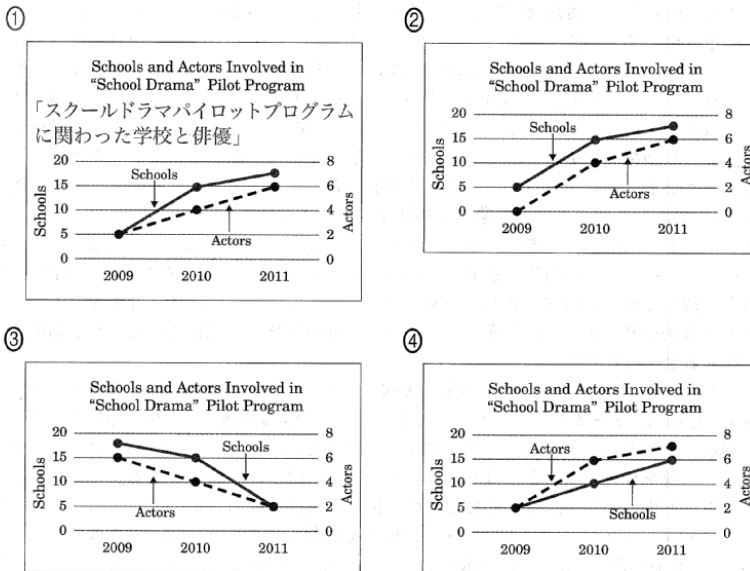 ①
Schools and Actors Involved in
“School Drama” Pilot Program
「スクールドラマパイロットプログラム
に関わった学校と俳優」
20
15
10
5
0
Schools
8
6
4
2
0
Actors
Schools
Actors
2009 2010 2011
②
Schools and Actors Involved in
“School Drama” Pilot Program
20
15
10
5
0
Schools
8
6
4
2
0
Actors
Schools
Actors
2009 2010 2011
③
Schools and Actors Involved in
“School Drama” Pilot Program
20
15
10
5
0
Schools
8
6
4
2
0
Actors
Schools
Actors
2009 2010 2011
④
Schools and Actors Involved in
“School Drama” Pilot Program
20
15
10
5
0
Schools
8
6
4
2
0
Actors
Actors
Schools
2009 2010 2011